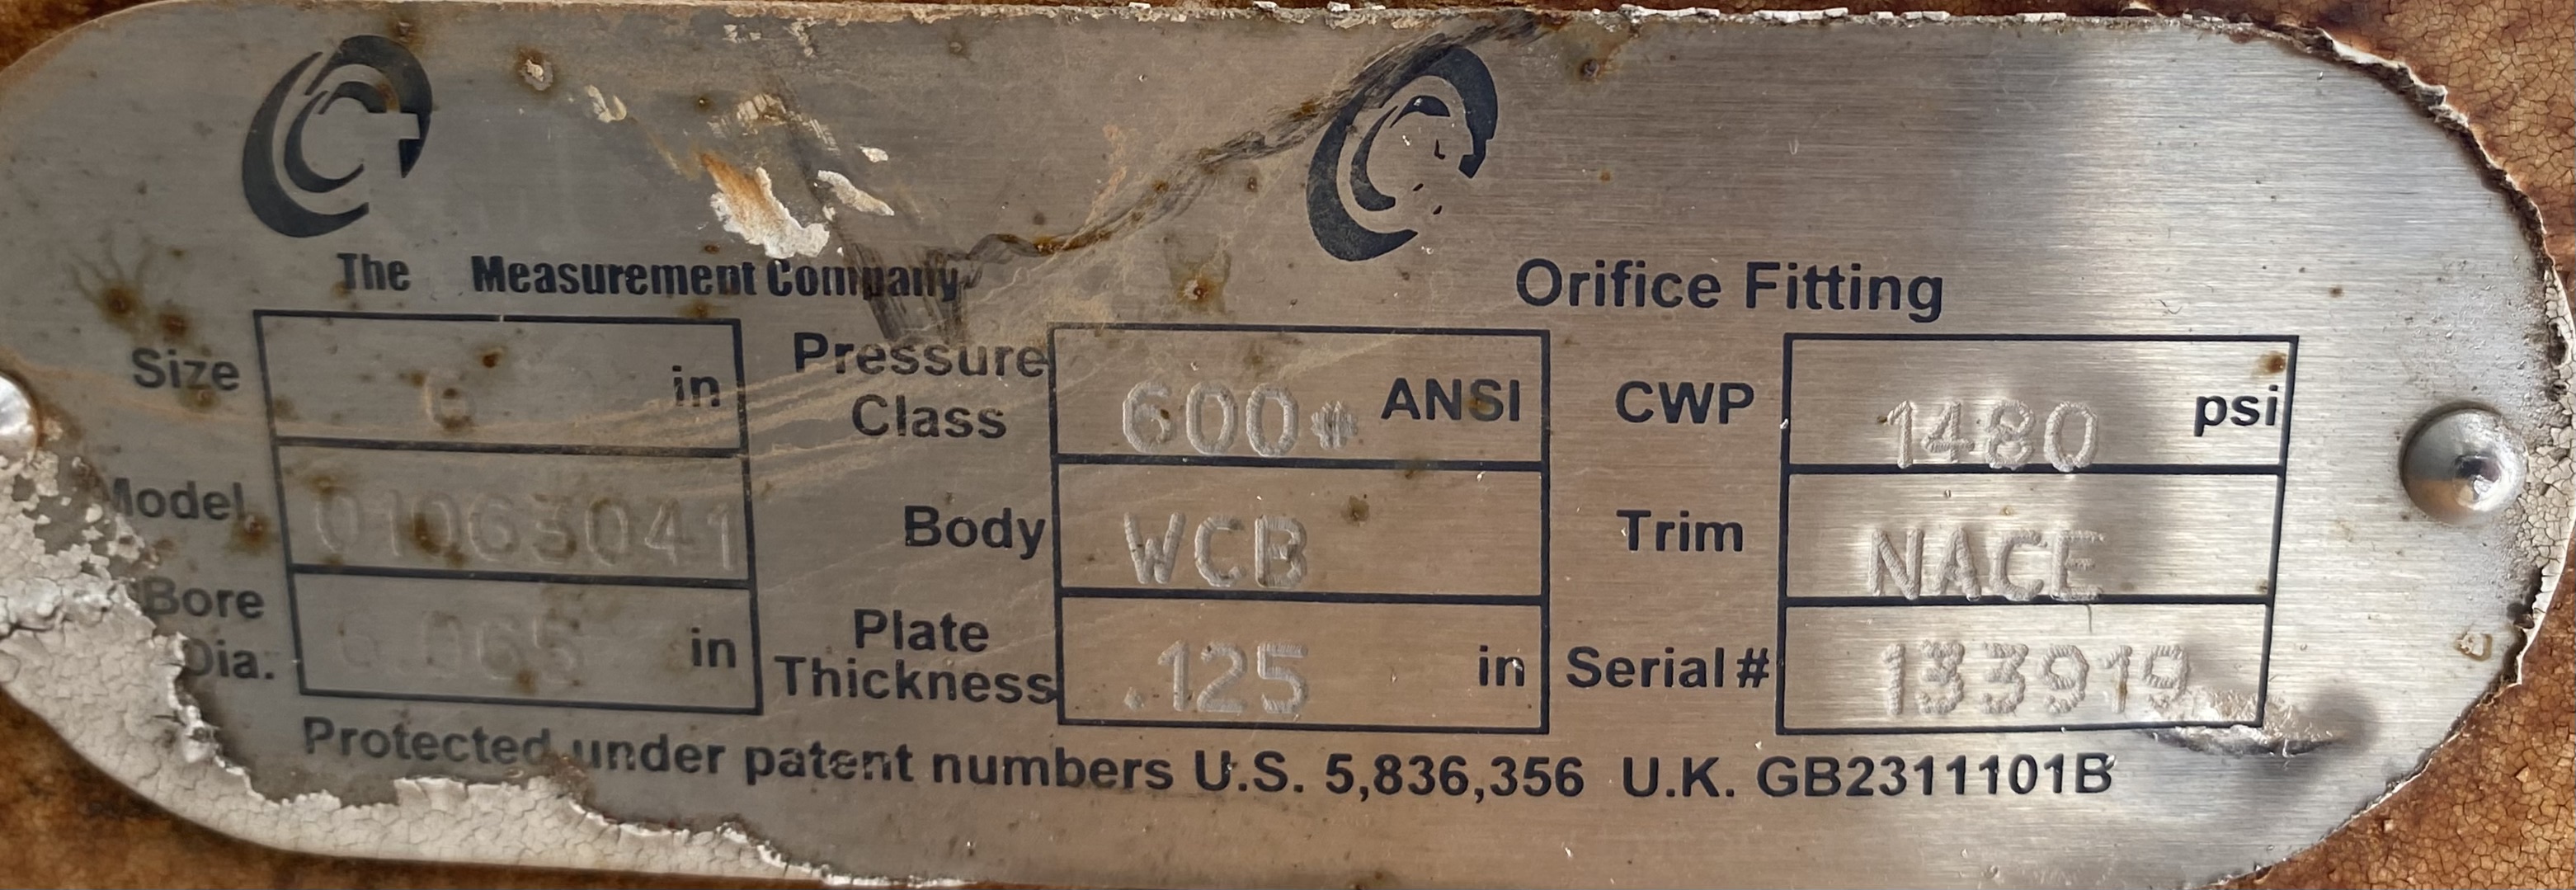 The Measurement Company
Orifice Fitting
Size 6 in
Pressure Class 600# ANSI
CWP 1480 psi
Model 01063041
Body WCB
Trim NACE
Bore Dia. 6.065 in
Plate Thickness .125 in
Serial# 133919
Protected under patent numbers U.S. 5,836,356 U.K. GB2311101B